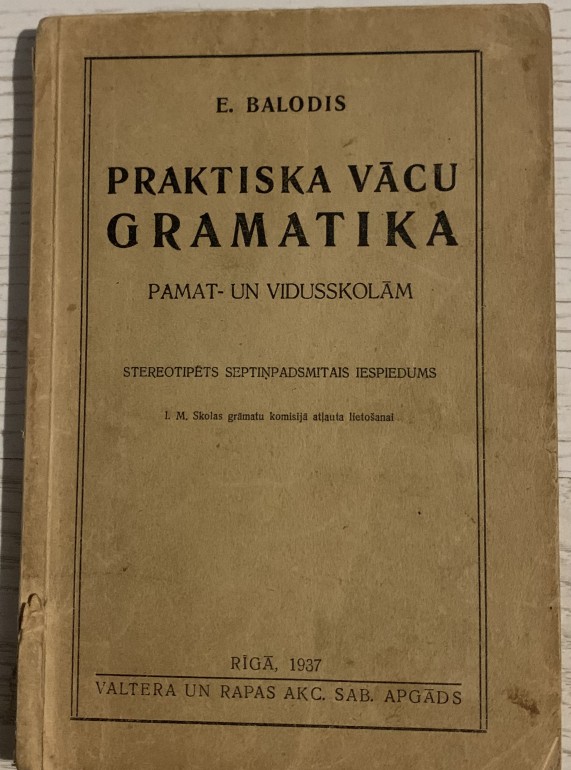 E. BALODIS
PRAKTISKA VĀCU
GRAMATIKA
PAMAT- UN VIDUSSKOLĀM
STEREOTIPĒTS SEPTIŅPADSMITAIS IESPIEDUMS
I. M. Skolas grāmatu komisijā atļauta lietošanai
RĪGĀ, 1937
VALTERA UN RAPAS AKC. SAB. APGĀDS